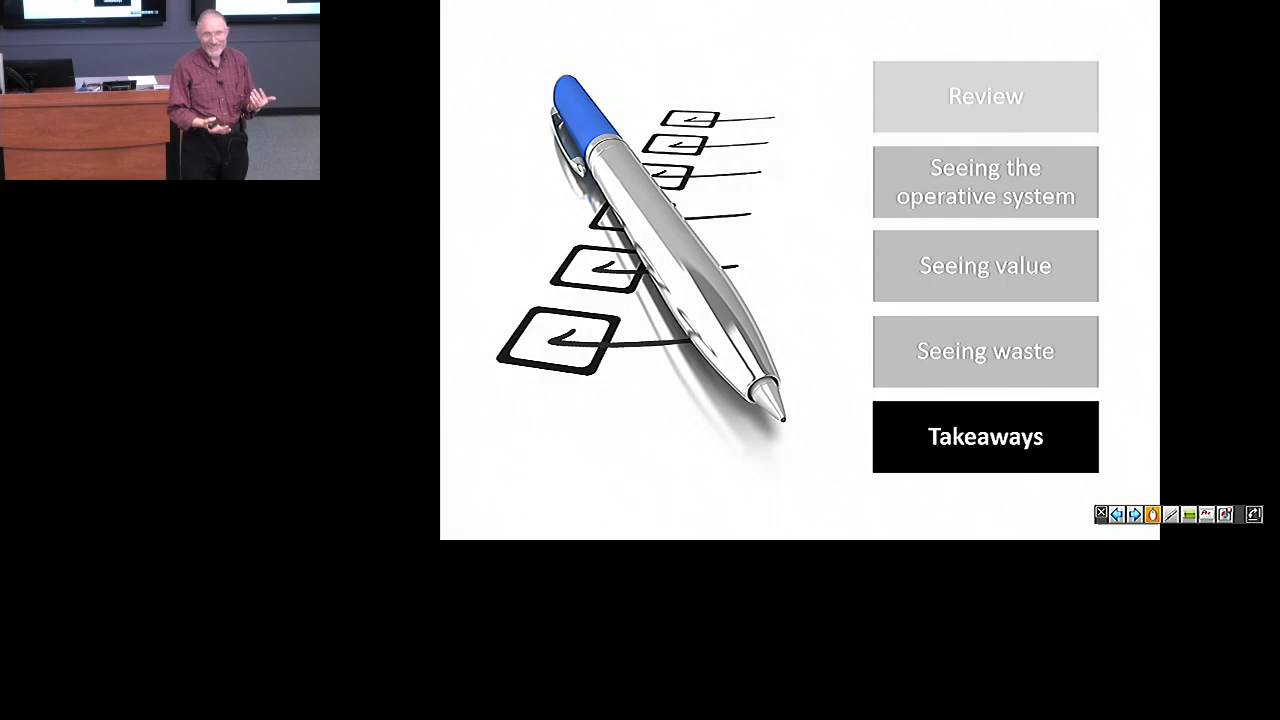 Review
Seeing the
operative system
Seeing value
Seeing waste
Takeaways